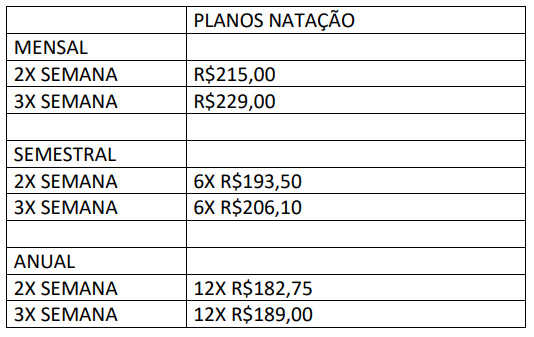 PLANOS NATAÇÃO
MENSAL
2X SEMANA R$215,00
3X SEMANA R$229,00
SEMESTRAL
2X SEMANA 6X R$193,50
3X SEMANA 6X R$206,10
ANUAL
2X SEMANA 12X R$182,75
3X SEMANA 12X R$189,00